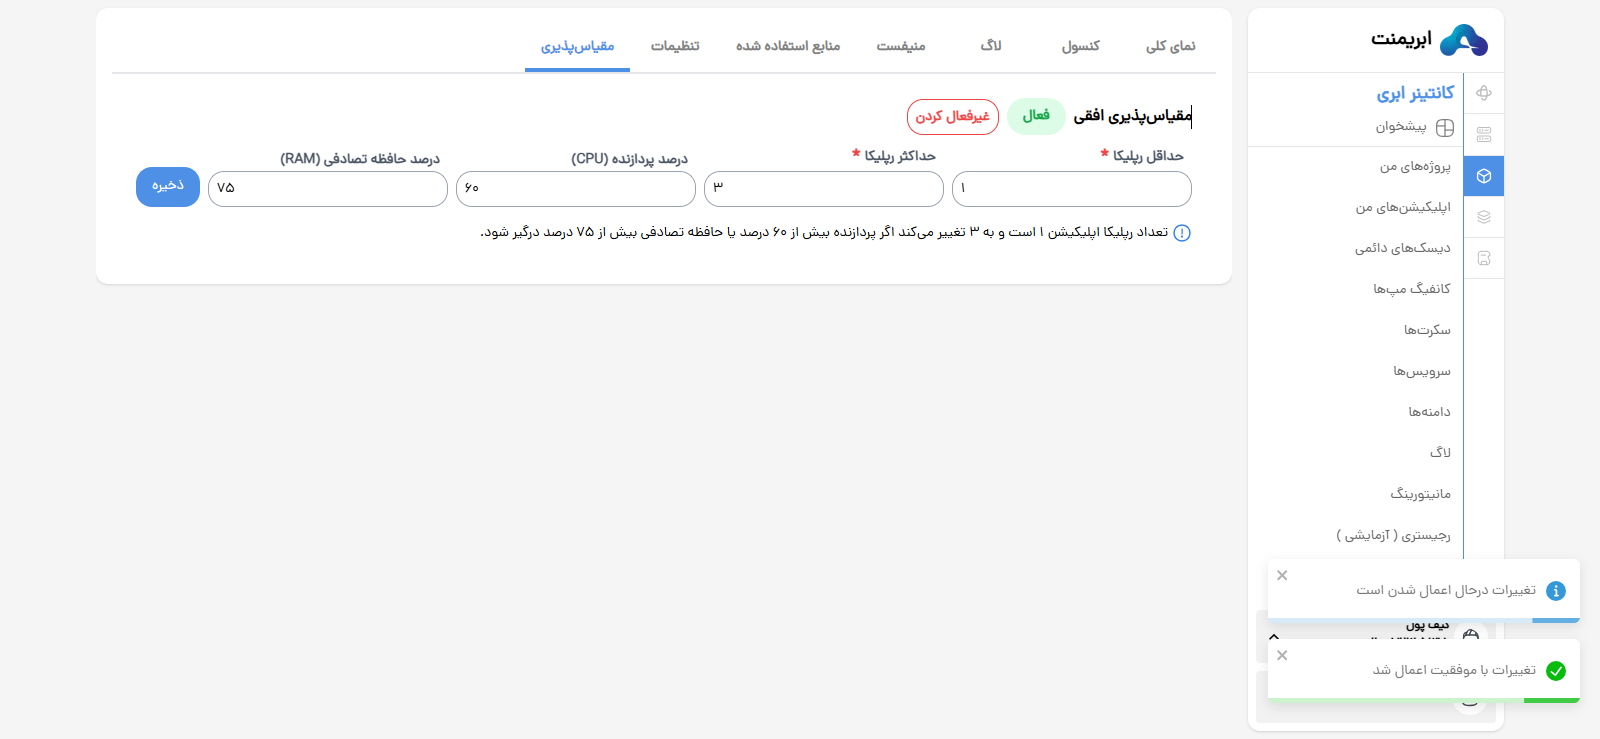 ابریمنت
کانتینر ابری
پیشخوان
پروژه‌های من
اپلیکیشن‌های من
دیسک‌های دائمی
کانفیگ مپ‌ها
سکرت‌ها
سرویس‌ها
دامنه‌ها
لاگ
مانیتورینگ
رجیستری ( آزمایشی )
کیف پول
نمای کلی کنسول لاگ منیفست منابع استفاده شده تنظیمات مقیاس‌پذیری
مقیاس‌پذیری افقی فعال غیرفعال کردن
حداقل رپلیکا * حداکثر رپلیکا * درصد پردازنده (CPU) درصد حافظه تصادفی (RAM)
۱ ۳ ۶۰ ۷۵ ذخیره
تعداد رپلیکا اپلیکیشن ۱ است و به ۳ تغییر می‌کند اگر پردازنده بیش از ۶۰ درصد یا حافظه تصادفی بیش از ۷۵ درصد درگیر شود.
تغییرات درحال اعمال شدن است
تغییرات با موفقیت اعمال شد